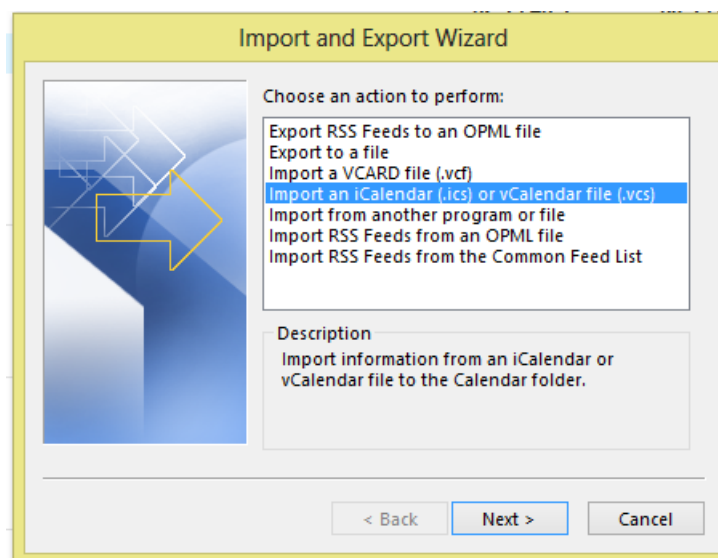 Import and Export Wizard
Choose an action to perform:
Export RSS Feeds to an OPML file
Export to a file
Import a VCARD file (.vcf)
Import an iCalendar (.ics) or vCalendar file (.vcs)
Import from another program or file
Import RSS Feeds from an OPML file
Import RSS Feeds from the Common Feed List
Description
Import information from an iCalendar or
vCalendar file to the Calendar folder.
< Back
Next >
Cancel